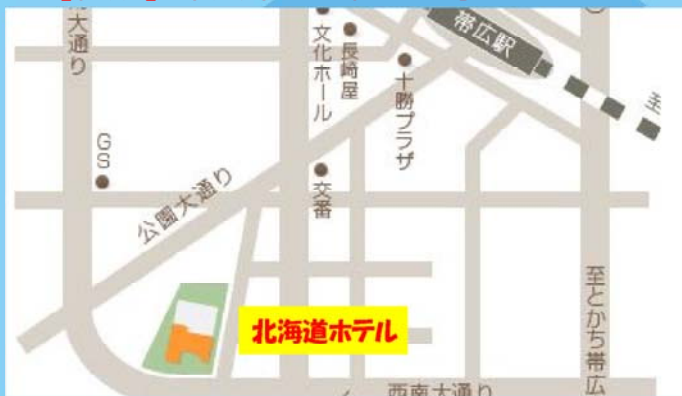 帯広駅
大通り
文化ホール
長崎屋
十勝プラザ
至
GS
公園大通り
交番
北海道ホテル
至とかち帯広
西南大通り